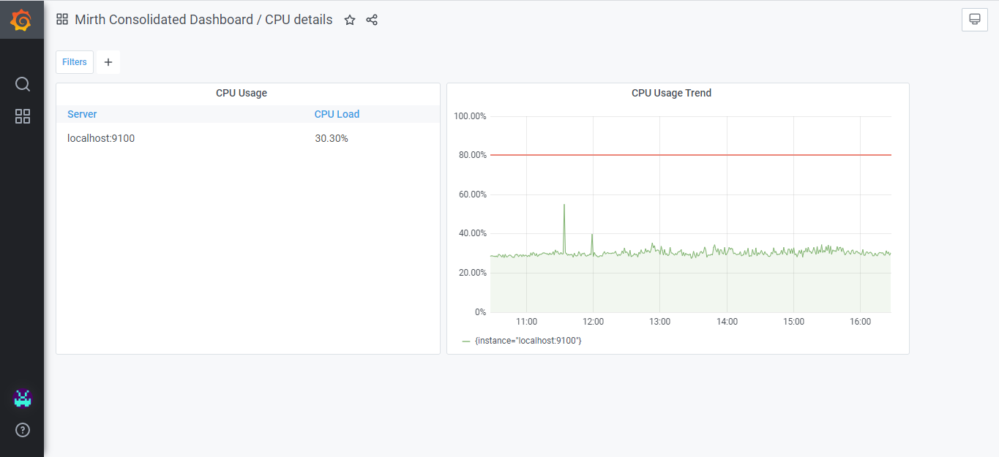 Mirth Consolidated Dashboard / CPU details
Filters
+
CPU Usage
Server CPU Load
localhost:9100 30.30%
CPU Usage Trend
100.00%
80.00%
60.00%
40.00%
20.00%
0%
11:00 12:00 13:00 14:00 15:00 16:00
{instance="localhost:9100"}
?